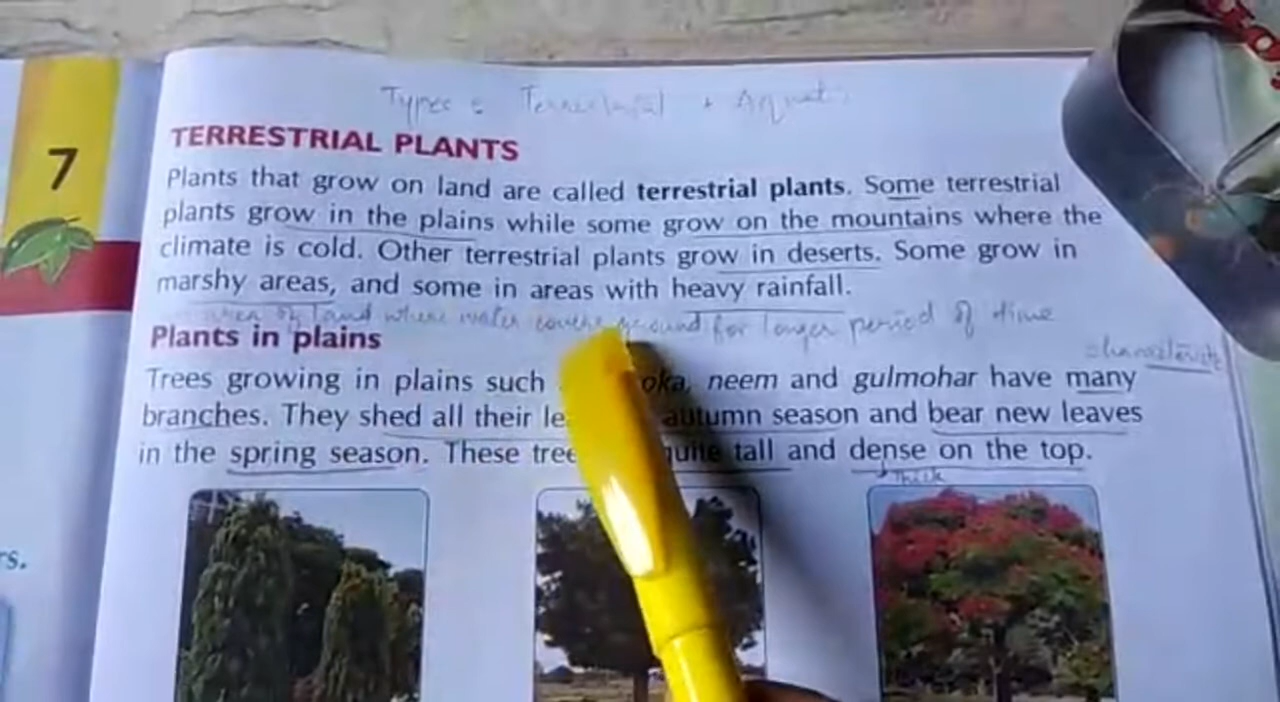 Types : Terrestrial + Aquatic
7
TERRESTRIAL PLANTS
Plants that grow on land are called terrestrial plants. Some terrestrial
plants grow in the plains while some grow on the mountains where the
climate is cold. Other terrestrial plants grow in deserts. Some grow in
marshy areas, and some in areas with heavy rainfall.
area of land where water covers ground for longer period of time
Plants in plains
characteristic
Trees growing in plains such oka, neem and gulmohar have many
branches. They shed all their le autumn season and bear new leaves
in the spring season. These tree quite tall and dense on the top.
Thick
rs.